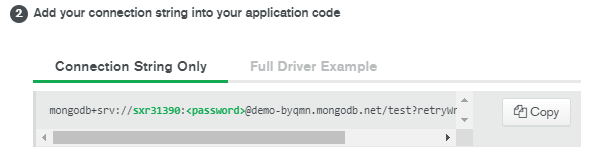 2 Add your connection string into your application code
Connection String Only Full Driver Example
mongodb+srv://sxr31390:<password>@demo-byqmn.mongodb.net/test?retryWr
Copy